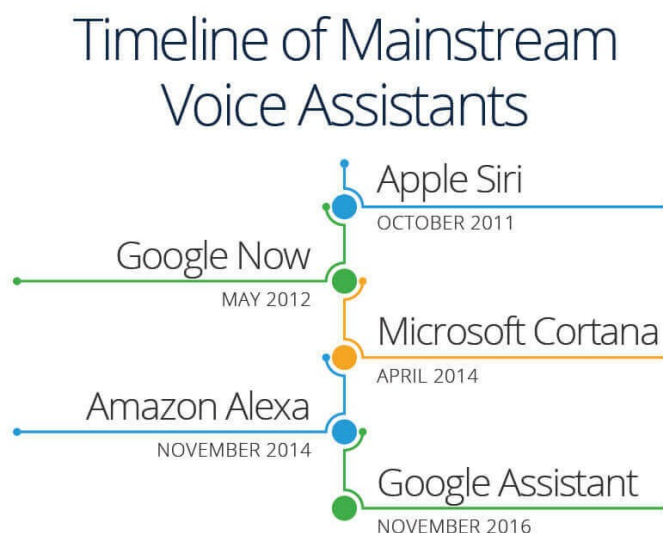 Timeline of Mainstream
Voice Assistants
Apple Siri
OCTOBER 2011
Google Now
MAY 2012
Microsoft Cortana
APRIL 2014
Amazon Alexa
NOVEMBER 2014
Google Assistant
NOVEMBER 2016